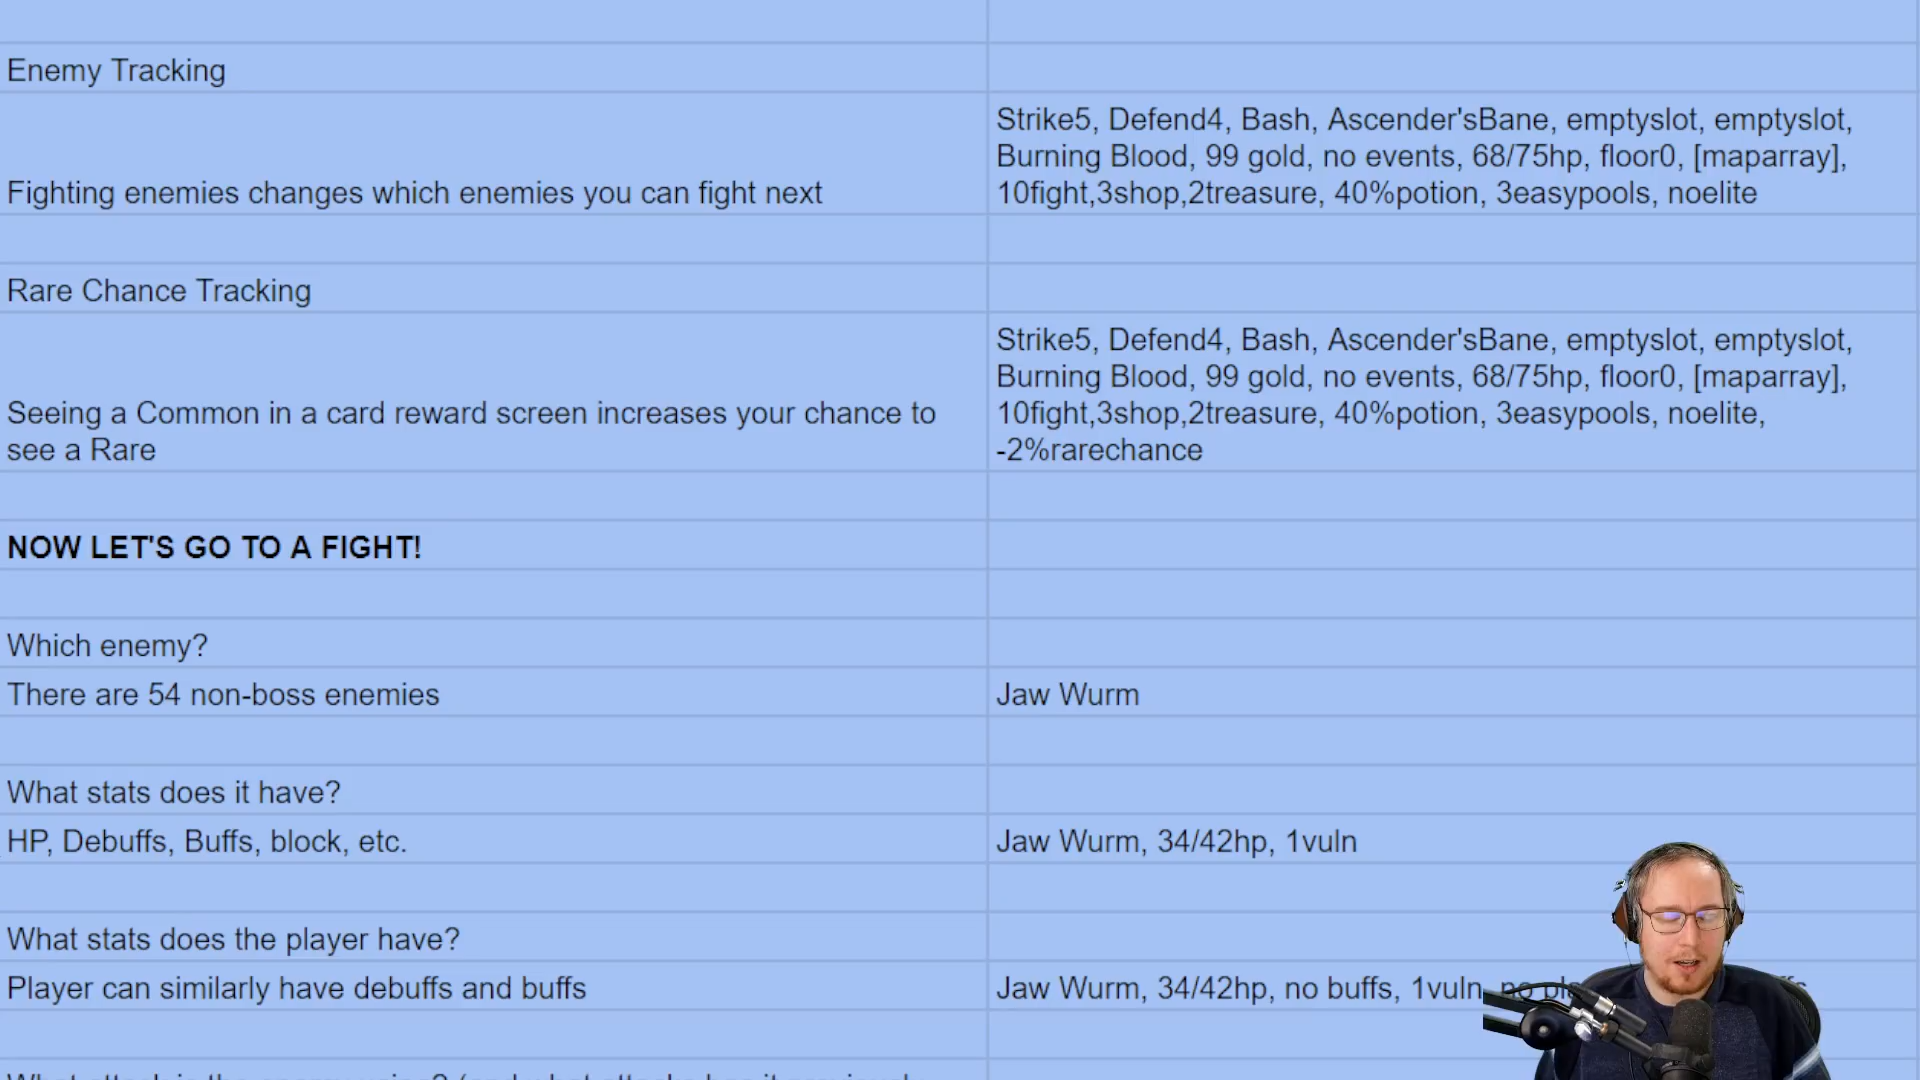 Enemy Tracking
Strike5, Defend4, Bash, Ascender'sBane, emptyslot, emptyslot,
Burning Blood, 99 gold, no events, 68/75hp, floor0, [maparray],
Fighting enemies changes which enemies you can fight next
10fight,3shop,2treasure, 40%potion, 3easypools, noelite
Rare Chance Tracking
Strike5, Defend4, Bash, Ascender'sBane, emptyslot, emptyslot,
Burning Blood, 99 gold, no events, 68/75hp, floor0, [maparray],
Seeing a Common in a card reward screen increases your chance to
10fight,3shop,2treasure, 40%potion, 3easypools, noelite,
see a Rare
-2%rarechance
NOW LET'S GO TO A FIGHT!
Which enemy?
There are 54 non-boss enemies
Jaw Wurm
What stats does it have?
HP, Debuffs, Buffs, block, etc.
Jaw Wurm, 34/42hp, 1vuln
What stats does the player have?
Player can similarly have debuffs and buffs
Jaw Wurm, 34/42hp, no buffs, 1vuln, no